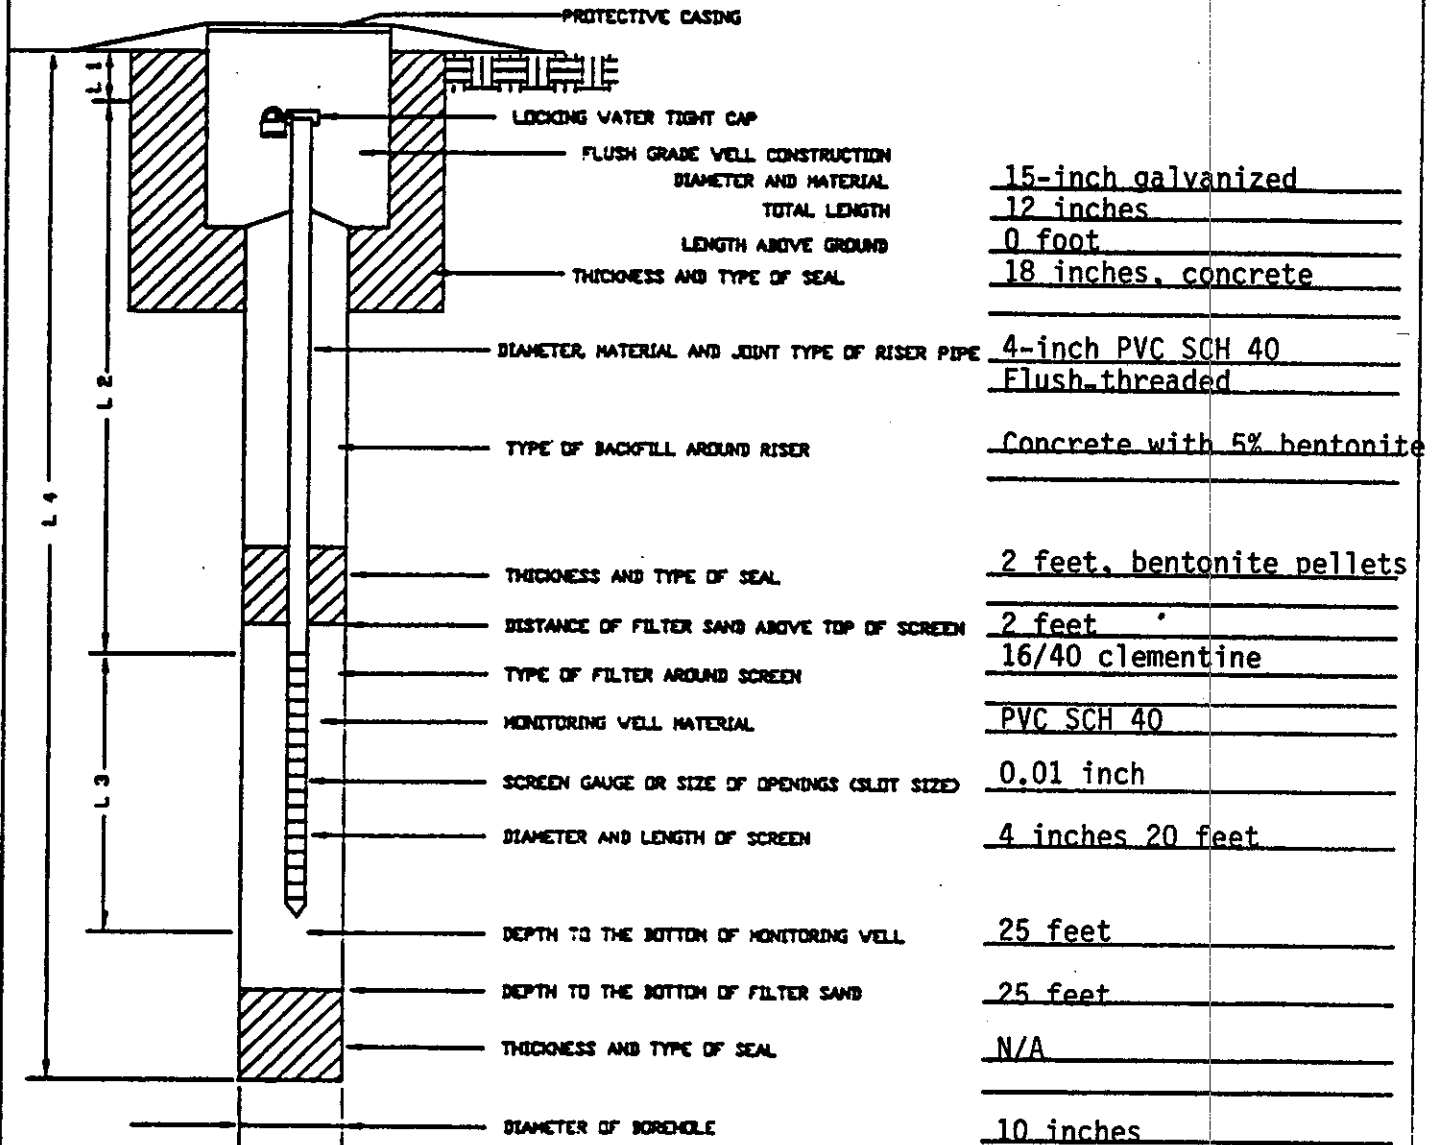 PROTECTIVE CASING
L 1
LOCKING WATER TIGHT CAP
FLUSH GRADE WELL CONSTRUCTION
DIAMETER AND MATERIAL 15-inch galvanized
TOTAL LENGTH 12 inches
LENGTH ABOVE GROUND 0 foot
THICKNESS AND TYPE OF SEAL 18 inches, concrete
DIAMETER, MATERIAL AND JOINT TYPE OF RISER PIPE 4-inch PVC SCH 40
Flush-threaded
L 2
TYPE OF BACKFILL AROUND RISER Concrete with 5% bentonite
L 4
THICKNESS AND TYPE OF SEAL 2 feet, bentonite pellets
DISTANCE OF FILTER SAND ABOVE TOP OF SCREEN 2 feet
TYPE OF FILTER AROUND SCREEN 16/40 clementine
MONITORING WELL MATERIAL PVC SCH 40
L 3
SCREEN GAUGE OR SIZE OF OPENINGS (SLOT SIZE) 0.01 inch
DIAMETER AND LENGTH OF SCREEN 4 inches 20 feet
DEPTH TO THE BOTTOM OF MONITORING WELL 25 feet
DEPTH TO THE BOTTOM OF FILTER SAND 25 feet
THICKNESS AND TYPE OF SEAL N/A
DIAMETER OF BOREHOLE 10 inches